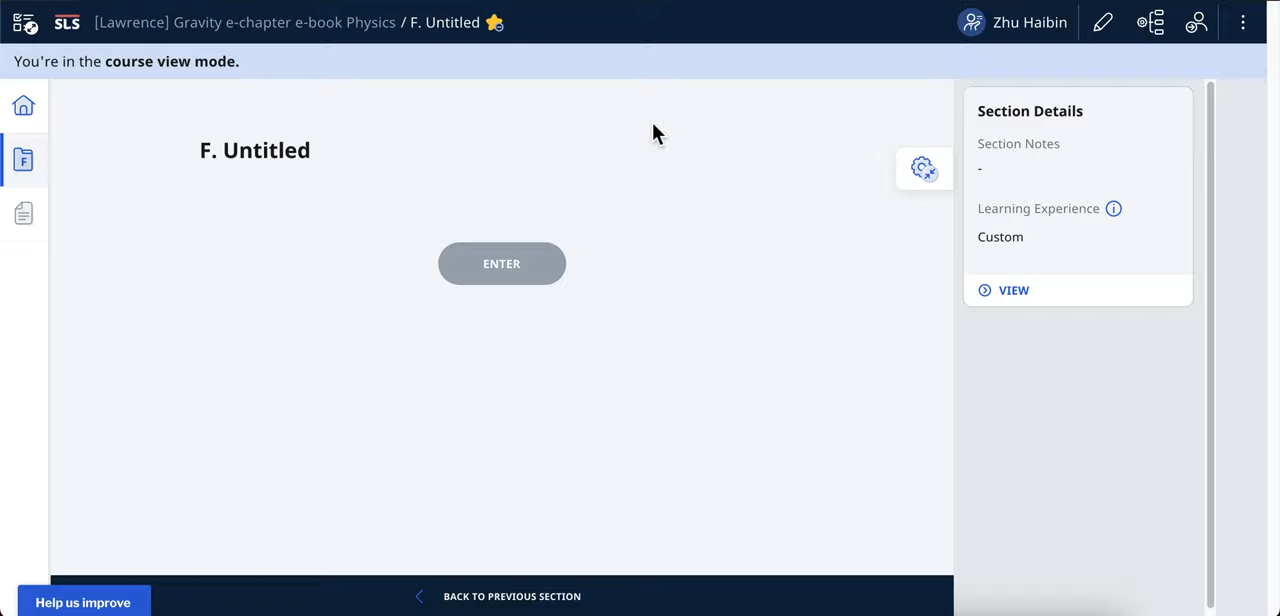 SLS [Lawrence] Gravity e-chapter e-book Physics / F. Untitled Zhu Haibin
You're in the course view mode.
F
F. Untitled
ENTER
Section Details
Section Notes
-
Learning Experience i
Custom
VIEW
BACK TO PREVIOUS SECTION
Help us improve